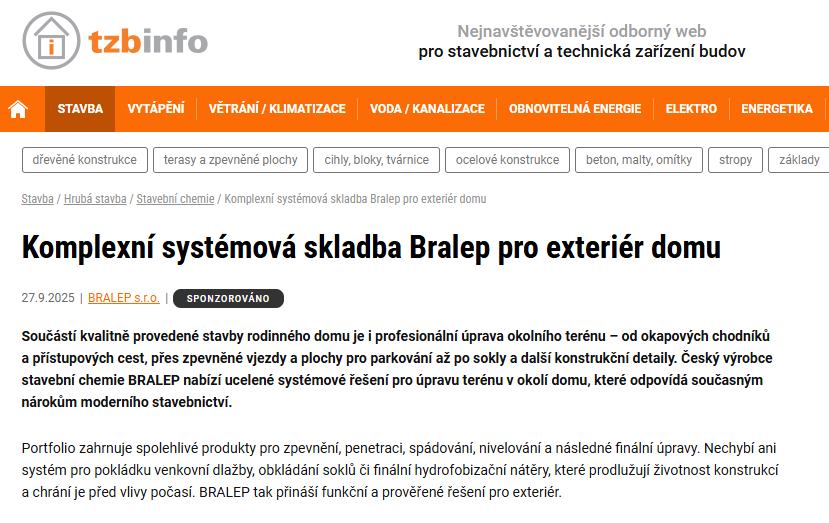 tzbinfo
Nejnavštěvovanější odborný web
pro stavebnictví a technická zařízení budov
STAVBA
VYTÁPĚNÍ
VĚTRÁNÍ / KLIMATIZACE
VODA / KANALIZACE
OBNOVITELNÁ ENERGIE
ELEKTRO
ENERGETIKA
dřevěné konstrukce
terasy a zpevněné plochy
cihly, bloky, tvárnice
ocelové konstrukce
beton, malty, omítky
stropy
základy
Stavba / Hrubá stavba / Stavební chemie / Komplexní systémová skladba Bralep pro exteriér domu
Komplexní systémová skladba Bralep pro exteriér domu
27.9.2025 | BRALEP s.r.o. | SPONZOROVÁNO
Součástí kvalitně provedené stavby rodinného domu je i profesionální úprava okolního terénu – od okapových chodníků
a přístupových cest, přes zpevněné vjezdy a plochy pro parkování až po sokly a další konstrukční detaily. Český výrobce
stavební chemie BRALEP nabízí ucelené systémové řešení pro úpravu terénu v okolí domu, které odpovídá současným
nárokům moderního stavebnictví.
Portfolio zahrnuje spolehlivé produkty pro zpevnění, penetraci, spádování, nivelování a následné finální úpravy. Nechybí ani
systém pro pokládku venkovní dlažby, obkládání soklů či finální hydrofobizační nátěry, které prodlužují životnost konstrukcí
a chrání je před vlivy počasí. BRALEP tak přináší funkční a prověřené řešení pro exteriér.